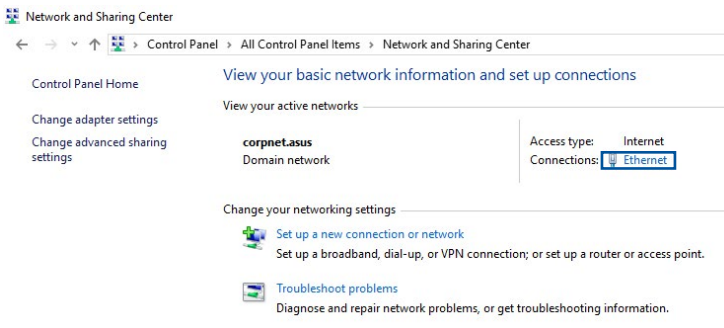 Network and Sharing Center
Control Panel > All Control Panel Items > Network and Sharing Center
Control Panel Home
Change adapter settings
Change advanced sharing
settings
View your basic network information and set up connections
View your active networks
corpnet.asus
Domain network
Access type: Internet
Connections: Ethernet
Change your networking settings
Set up a new connection or network
Set up a broadband, dial-up, or VPN connection; or set up a router or access point.
Troubleshoot problems
Diagnose and repair network problems, or get troubleshooting information.